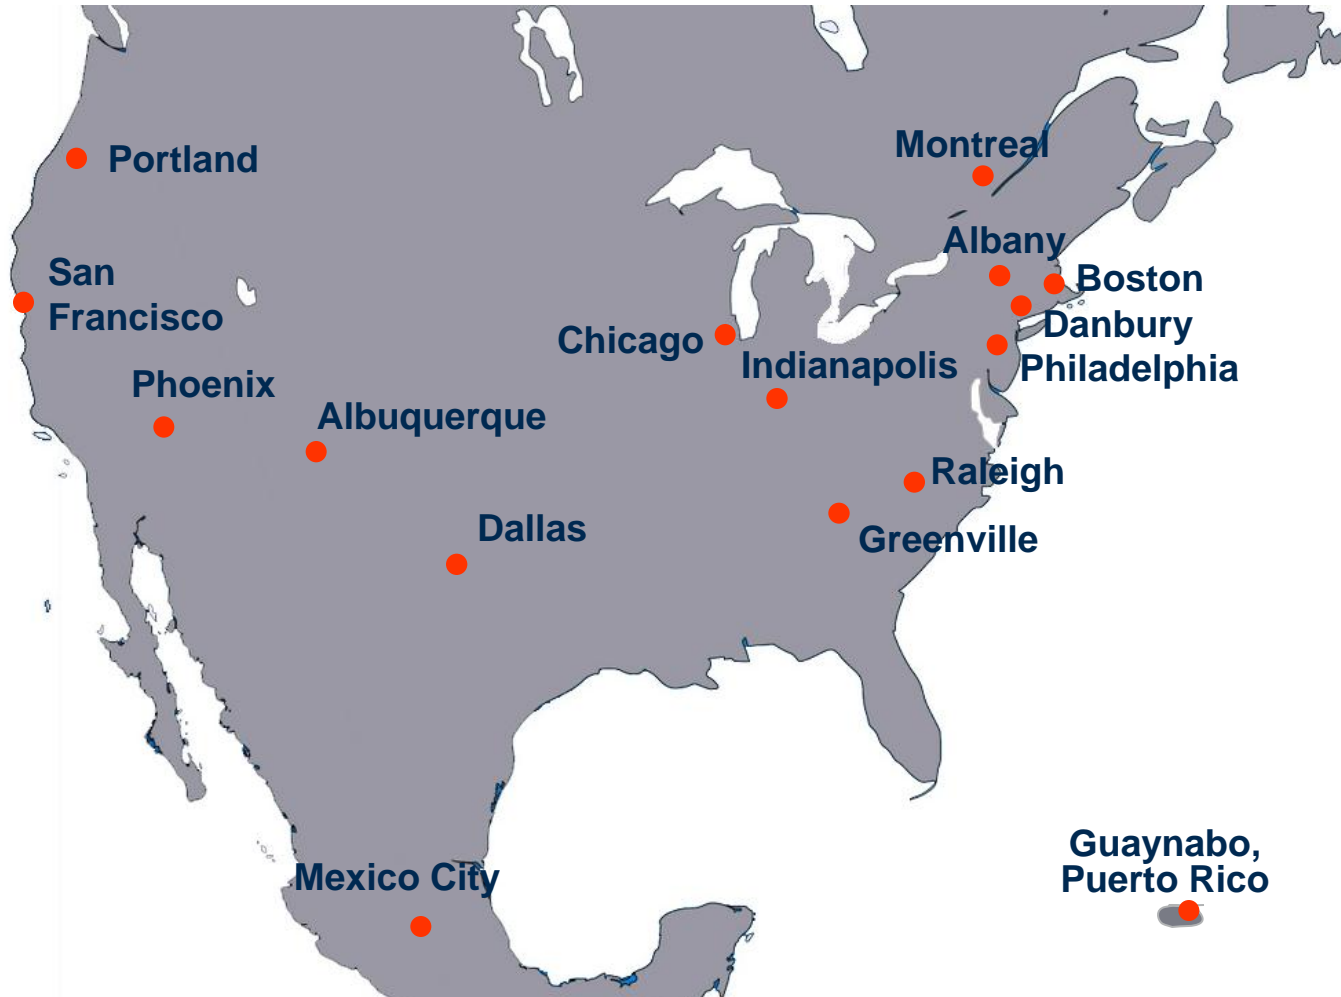 Montreal
Portland
Albany
San
Francisco
Boston
Danbury
Chicago
Indianapolis
Philadelphia
Phoenix
Albuquerque
Raleigh
Dallas
Greenville
Guaynabo,
Puerto Rico
Mexico City